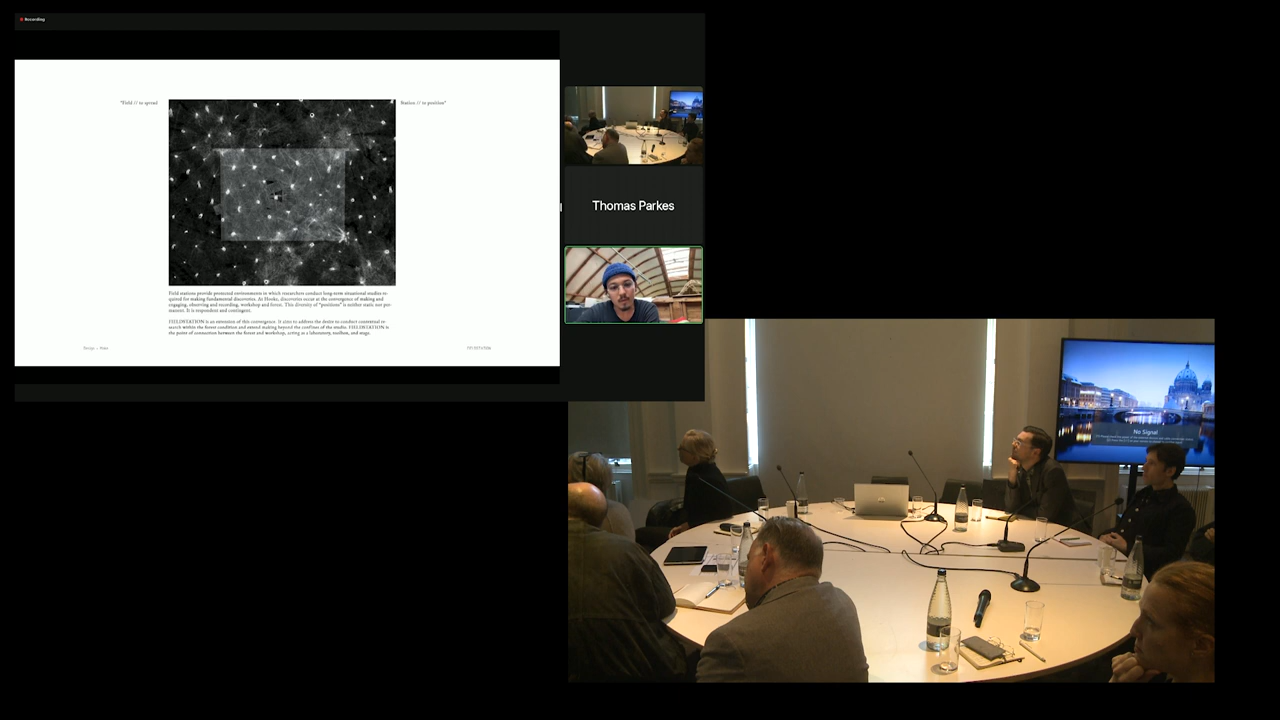 Recording
"Field // to spread
Station // to position"
Field stations provide protected environments in which researchers conduct long-term situational studies re-
quired for making fundamental discoveries. At Hooke, discoveries occur at the convergence of making and
engaging, observing and recording, workshop and forest. This diversity of "positions" is neither static nor per-
manent. It is respondent and contingent.
FIELDSTATION is an extension of this convergence. It aims to address the desire to conduct contextual re-
search within the forest condition and extend making beyond the confines of the studio. FIELDSTATION is
the point of connection between the forest and workshop, acting as a laboratory, toolbox, and stage.
Design + Make
FIELDSTATION
Thomas Parkes
No Signal